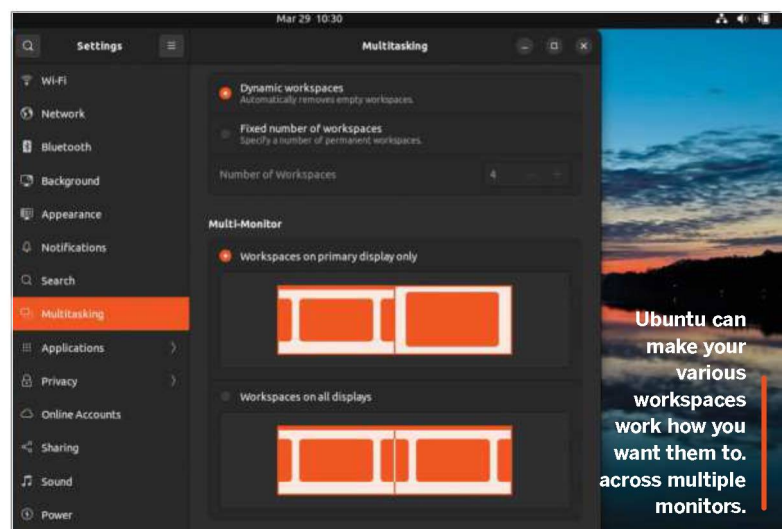 Mar 29 10:30
Settings
Multitasking
Wi-Fi
Network
Bluetooth
Background
Appearance
Notifications
Search
Multitasking
Applications
Privacy
Online Accounts
Sharing
Sound
Power
Dynamic workspaces
Automatically removes empty workspaces.
Fixed number of workspaces
Specify a number of permanent workspaces.
Number of Workspaces 4
Multi-Monitor
Workspaces on primary display only
Workspaces on all displays
Ubuntu can
make your
various
workspaces
work how you
want them to.
across multiple
monitors.